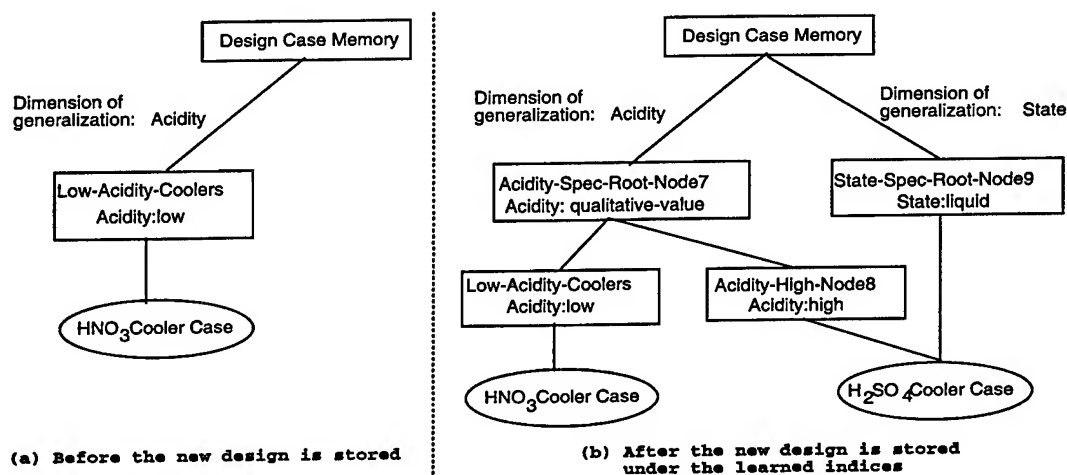 Design Case Memory
Dimension of
generalization: Acidity
Low-Acidity-Coolers
Acidity:low
HNO3Cooler Case
(a) Before the new design is stored
Design Case Memory
Dimension of
generalization: Acidity
Dimension of
generalization: State
Acidity-Spec-Root-Node7
Acidity: qualitative-value
State-Spec-Root-Node9
State:liquid
Low-Acidity-Coolers
Acidity:low
Acidity-High-Node8
Acidity:high
HNO3Cooler Case
H2SO4Cooler Case
(b) After the new design is stored
under the learned indices